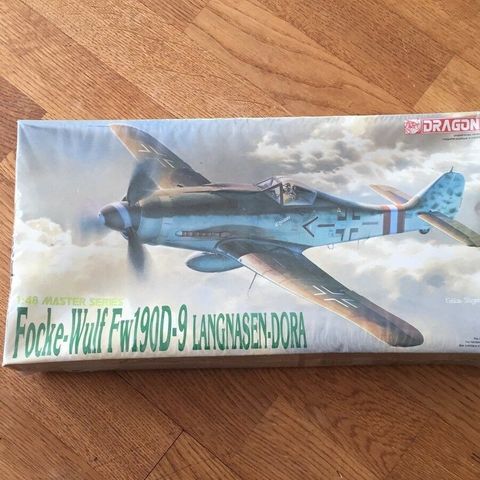 DRAGON
1:48 MASTER SERIES
Focke-Wulf Fw190D-9 LANGNASEN-DORA